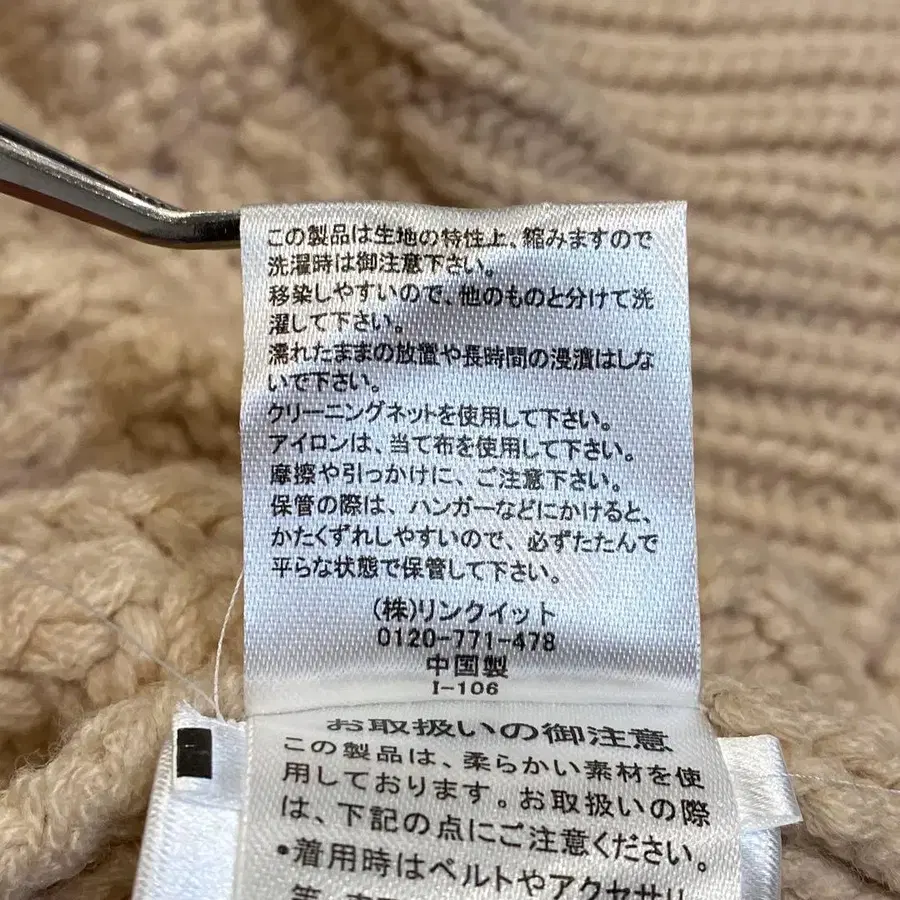 この製品は生地の特性上、縮みますので
洗濯時は御注意下さい。
移染しやすいので、他のものと分けて洗
濯して下さい。
濡れたままの放置や長時間の浸漬はしな
いで下さい。
クリーニングネットを使用して下さい。
アイロンは、当て布を使用して下さい。
摩擦や引っかけに、ご注意下さい。
保管の際は、ハンガーなどにかけると、
かたくずれしやすいので、必ずたたんで
平らな状態で保管して下さい。
(株)リンクイット
0120-771-478
中国製
I-106
お取扱いの御注意
この製品は、柔らかい素材を使
用しております。お取扱いの際
は、下記の点にご注意ください。
・着用時はベルトやアクセサリ